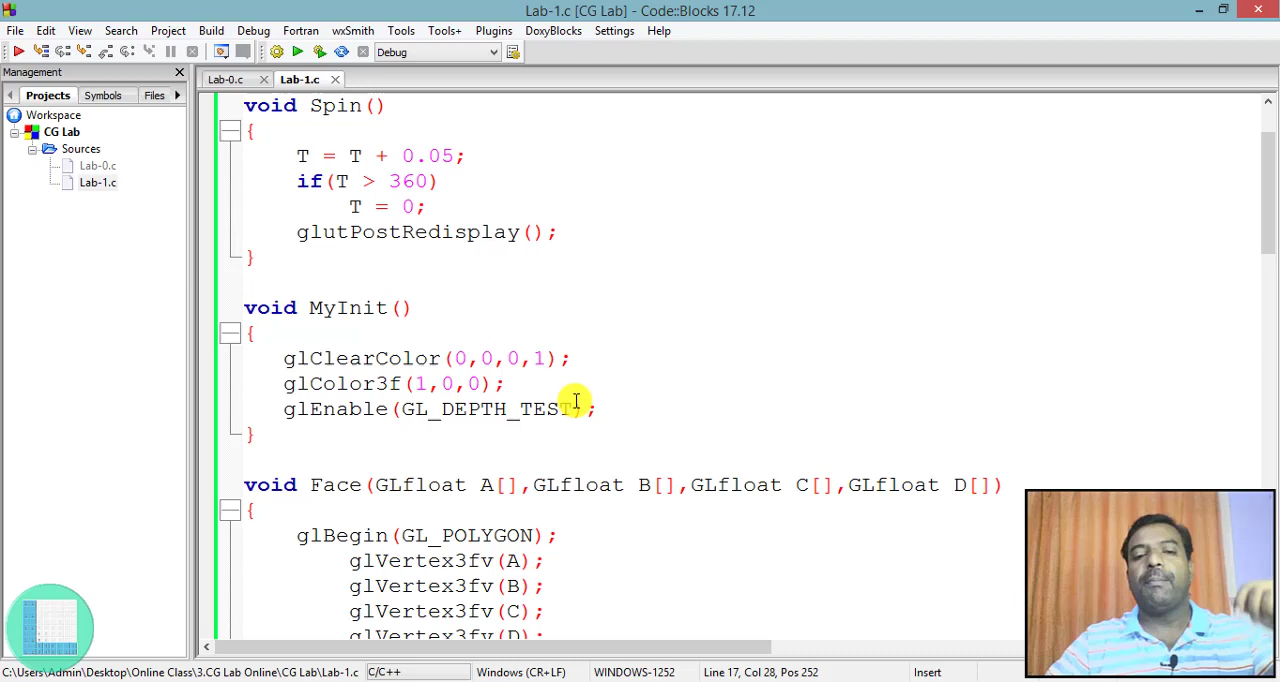 Lab-1.c [CG Lab] - Code::Blocks 17.12
File Edit View Search Project Build Debug Fortran wxSmith Tools Tools+ Plugins DoxyBlocks Settings Help
Debug
Management
Lab-0.c Lab-1.c
Projects Symbols Files
Workspace
CG Lab
Sources
Lab-0.c
Lab-1.c
void Spin()
{
T = T + 0.05;
if(T > 360)
T = 0;
glutPostRedisplay();
}
void MyInit()
{
glClearColor(0,0,0,1);
glColor3f(1,0,0);
glEnable(GL_DEPTH_TEST);
}
void Face(GLfloat A[],GLfloat B[],GLfloat C[],GLfloat D[])
{
glBegin(GL_POLYGON);
glVertex3fv(A);
glVertex3fv(B);
glVertex3fv(C);
glVertex3fv(D);
C:\Users\Admin\Desktop\Online Class\3.CG Lab Online\CG Lab\Lab-1.c C/C++ Windows (CR+LF) WINDOWS-1252 Line 17, Col 28, Pos 252 Insert